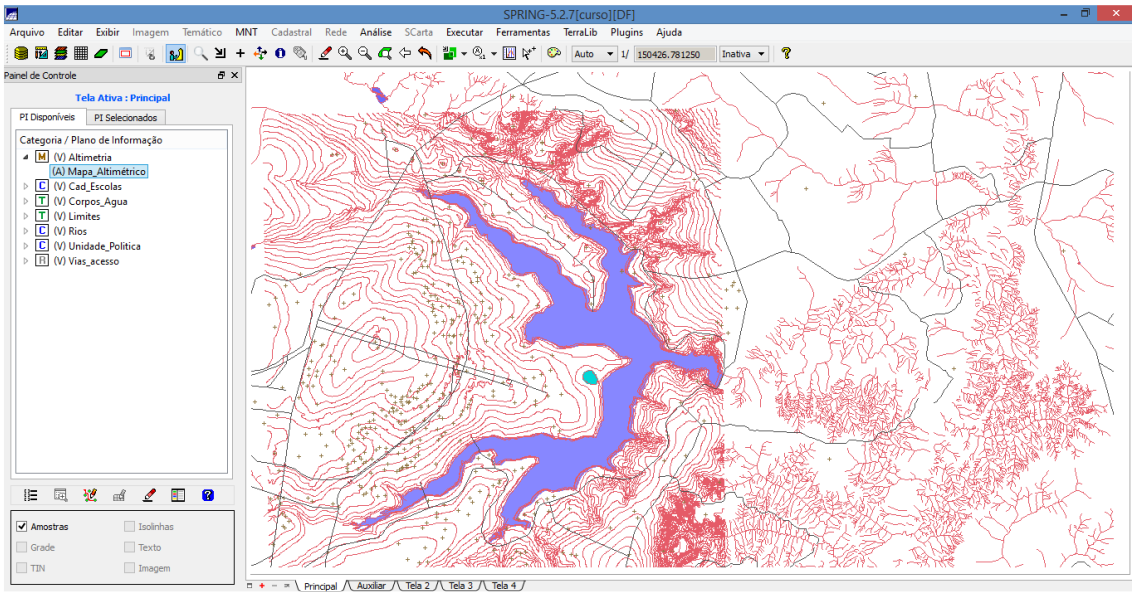 SPRING-5.2.7[curso][DF]
Arquivo Editar Exibir Imagem Temático MNT Cadastral Rede Análise SCarta Executar Ferramentas TerraLib Plugins Ajuda
Auto 1/ 150426.781250 Inativa
Painel de Controle
Tela Ativa : Principal
PI Disponíveis PI Selecionados
Categoria / Plano de Informação
M (V) Altimetria
(A) Mapa_Altimétrico
C (V) Cad_Escolas
T (V) Corpos_Agua
T (V) Limites
C (V) Rios
C (V) Unidade_Politica
R (V) Vias_acesso
Amostras Isolinhas
Grade Texto
TIN Imagem
Principal Auxiliar Tela 2 Tela 3 Tela 4